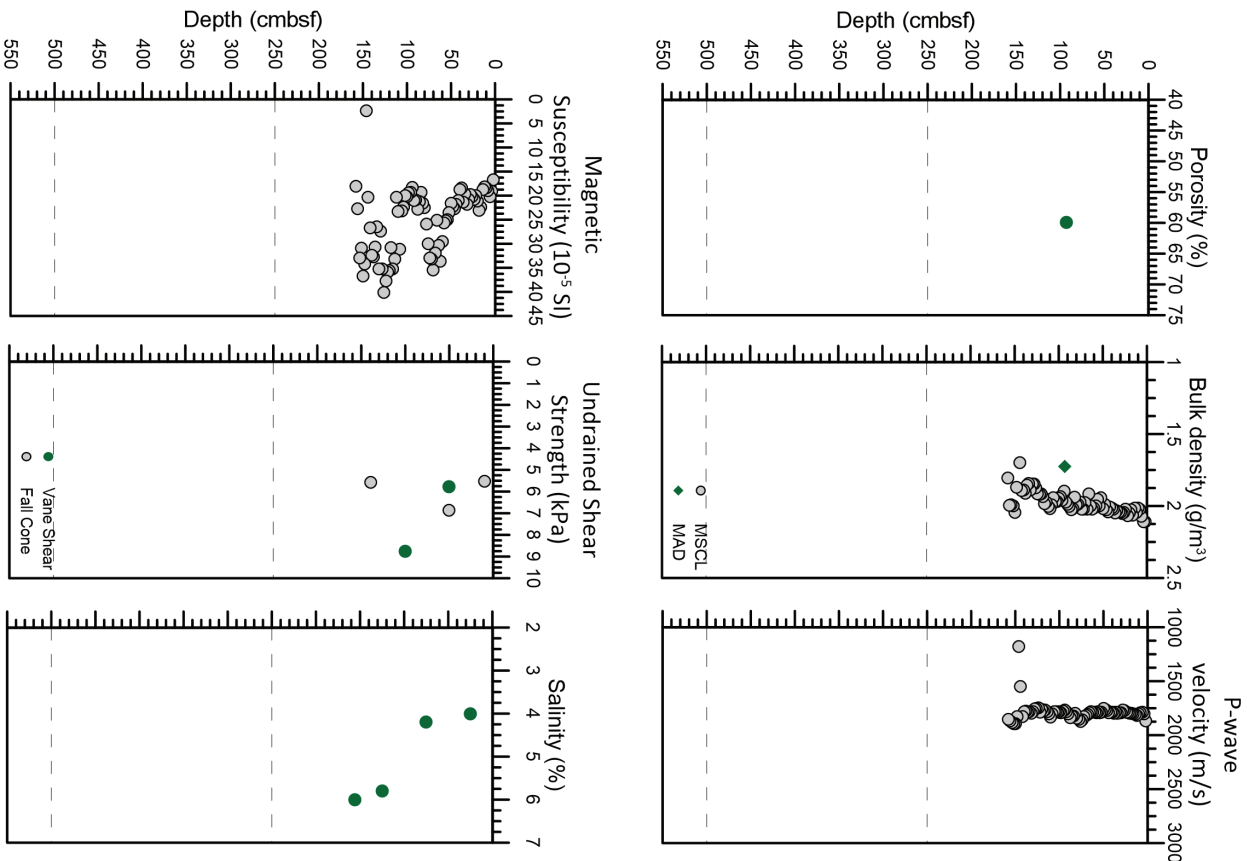 Porosity (%)
40 45 50 55 60 65 70 75
Bulk density (g/m³)
1 1,5 2 2,5
P-wave
velocity (m/s)
1000 1500 2000 2500 3000
Depth (cmbsf)
0
50
100
150
200
250
300
350
400
450
500
550
MSCL
MAD
Magnetic
Susceptibility (10⁻⁵ SI)
0 5 10 15 20 25 30 35 40 45
Undrained Shear
Strength (kPa)
0 1 2 3 4 5 6 7 8 9 10
Salinity (%)
2 3 4 5 6 7
Depth (cmbsf)
0
50
100
150
200
250
300
350
400
450
500
550
Vane Shear
Fall Cone